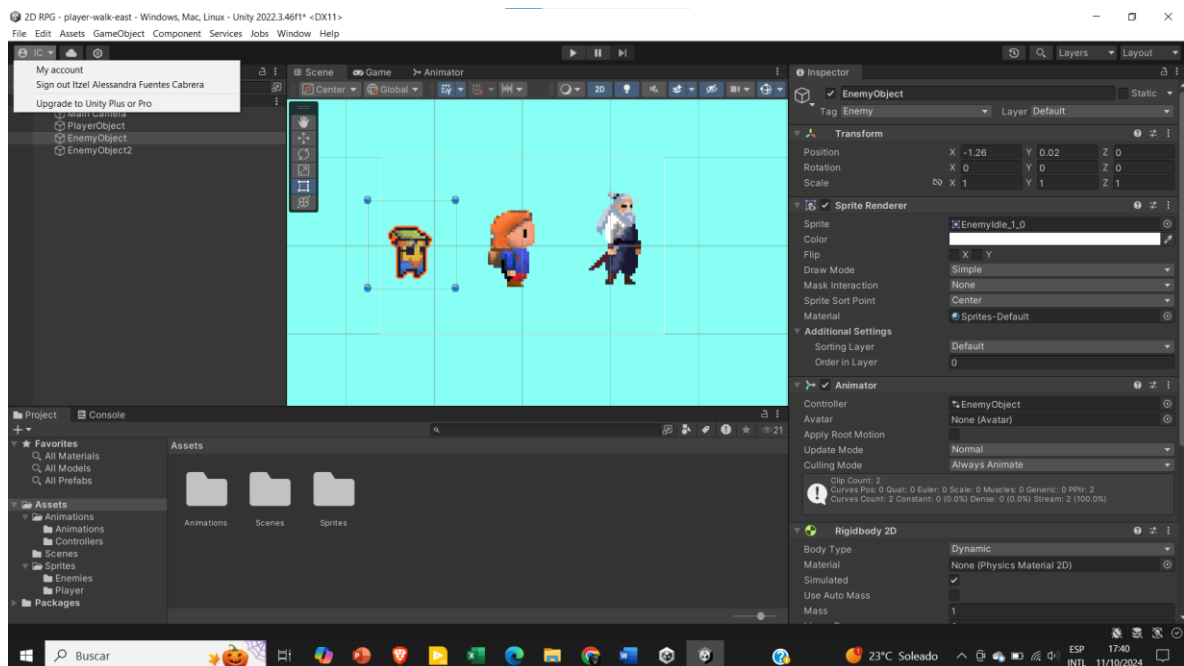 2D RPG - player-walk-east - Windows, Mac, Linux - Unity 2022.3.46f1* <DX11>
File Edit Assets GameObject Component Services Jobs Window Help
IC Layers Layout
My account
Sign out Itzel Alessandra Fuentes Cabrera
Upgrade to Unity Plus or Pro
Main Camera
PlayerObject
EnemyObject
EnemyObject2
Scene Game Animator
Center Global 2D
Inspector
EnemyObject Static
Tag Enemy Layer Default
Transform
Position X -1.26 Y 0.02 Z 0
Rotation X 0 Y 0 Z 0
Scale X 1 Y 1 Z 1
Sprite Renderer
Sprite EnemyIdle_1_0
Color
Flip X Y
Draw Mode Simple
Mask Interaction None
Sprite Sort Point Center
Material Sprites-Default
Additional Settings
Sorting Layer Default
Order in Layer 0
Animator
Controller EnemyObject
Avatar None (Avatar)
Apply Root Motion
Update Mode Normal
Culling Mode Always Animate
Clip Count: 2
Curves Pos: 0 Quat: 0 Euler: 0 Scale: 0 Muscles: 0 Generic: 0 PPtr: 2
Curves Count: 2 Constant: 0 (0.0%) Dense: 0 (0.0%) Stream: 2 (100.0%)
Rigidbody 2D
Body Type Dynamic
Material None (Physics Material 2D)
Simulated
Use Auto Mass
Mass 1
Project Console
21
Favorites
All Materials
All Models
All Prefabs
Assets
Animations
Animations
Controllers
Scenes
Sprites
Enemies
Player
Packages
Assets
Animations Scenes Sprites
Buscar
23°C Soleado
ESP
INTL
17:40
11/10/2024